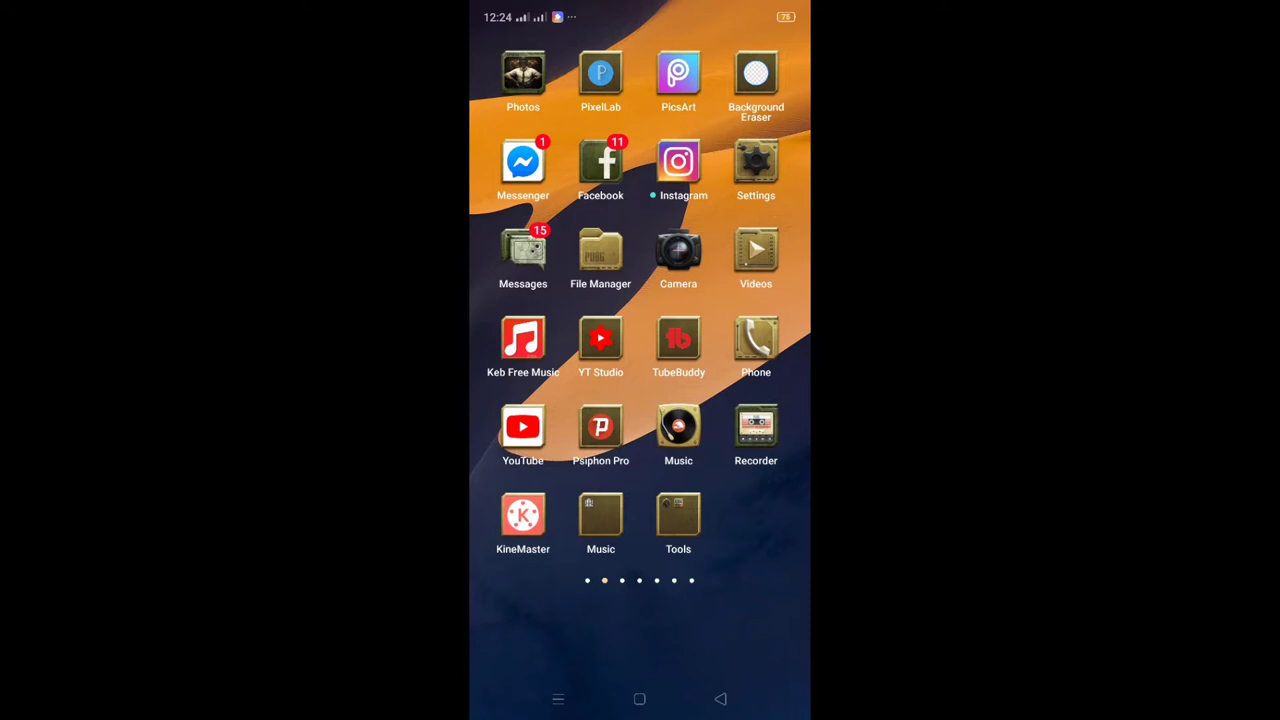 12:24
75
Photos
PixelLab
PicsArt
Background
Eraser
1
11
Messenger
Facebook
Instagram
Settings
15
PUBG
Messages
File Manager
Camera
Videos
Keb Free Music
YT Studio
TubeBuddy
Phone
YouTube
Psiphon Pro
Music
Recorder
K
KineMaster
Music
Tools